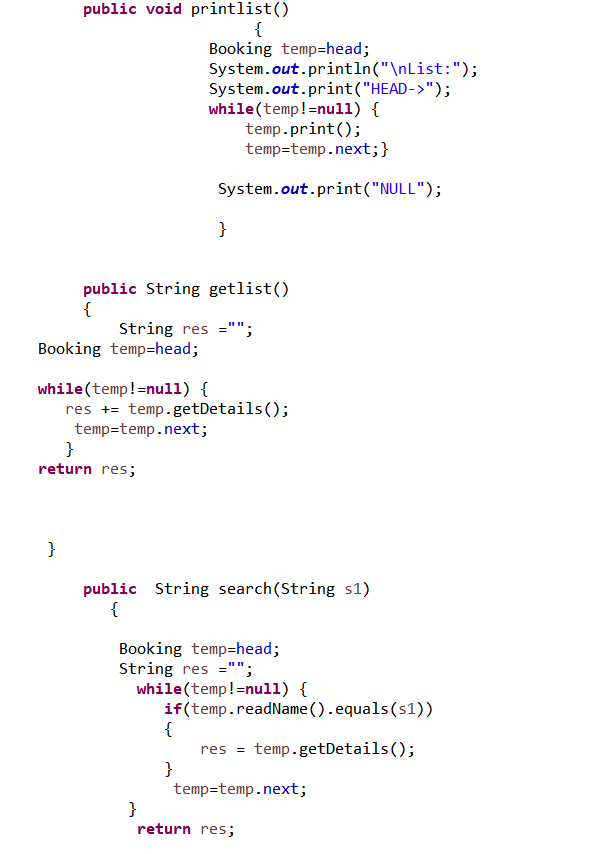 public void printlist()
{
Booking temp=head;
System.out.println("\nList:");
System.out.print("HEAD->");
while(temp!=null) {
temp.print();
temp=temp.next;}
System.out.print("NULL");
}
public String getlist()
{
String res ="";
Booking temp=head;
while(temp!=null) {
res += temp.getDetails();
temp=temp.next;
}
return res;
}
public  String search(String s1)
{
Booking temp=head;
String res ="";
while(temp!=null) {
if(temp.readName().equals(s1))
{
res = temp.getDetails();
}
temp=temp.next;
}
return res;